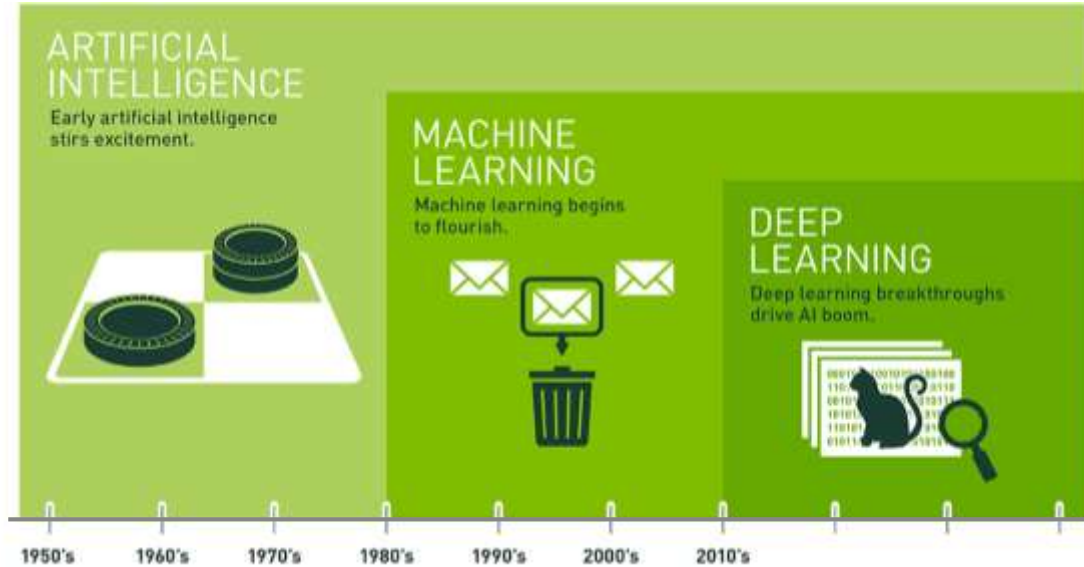 ARTIFICIAL
INTELLIGENCE
Early artificial intelligence
stirs excitement.
MACHINE
LEARNING
Machine learning begins
to flourish.
DEEP
LEARNING
Deep learning breakthroughs
drive AI boom.
1950's 1960's 1970's 1980's 1990's 2000's 2010's